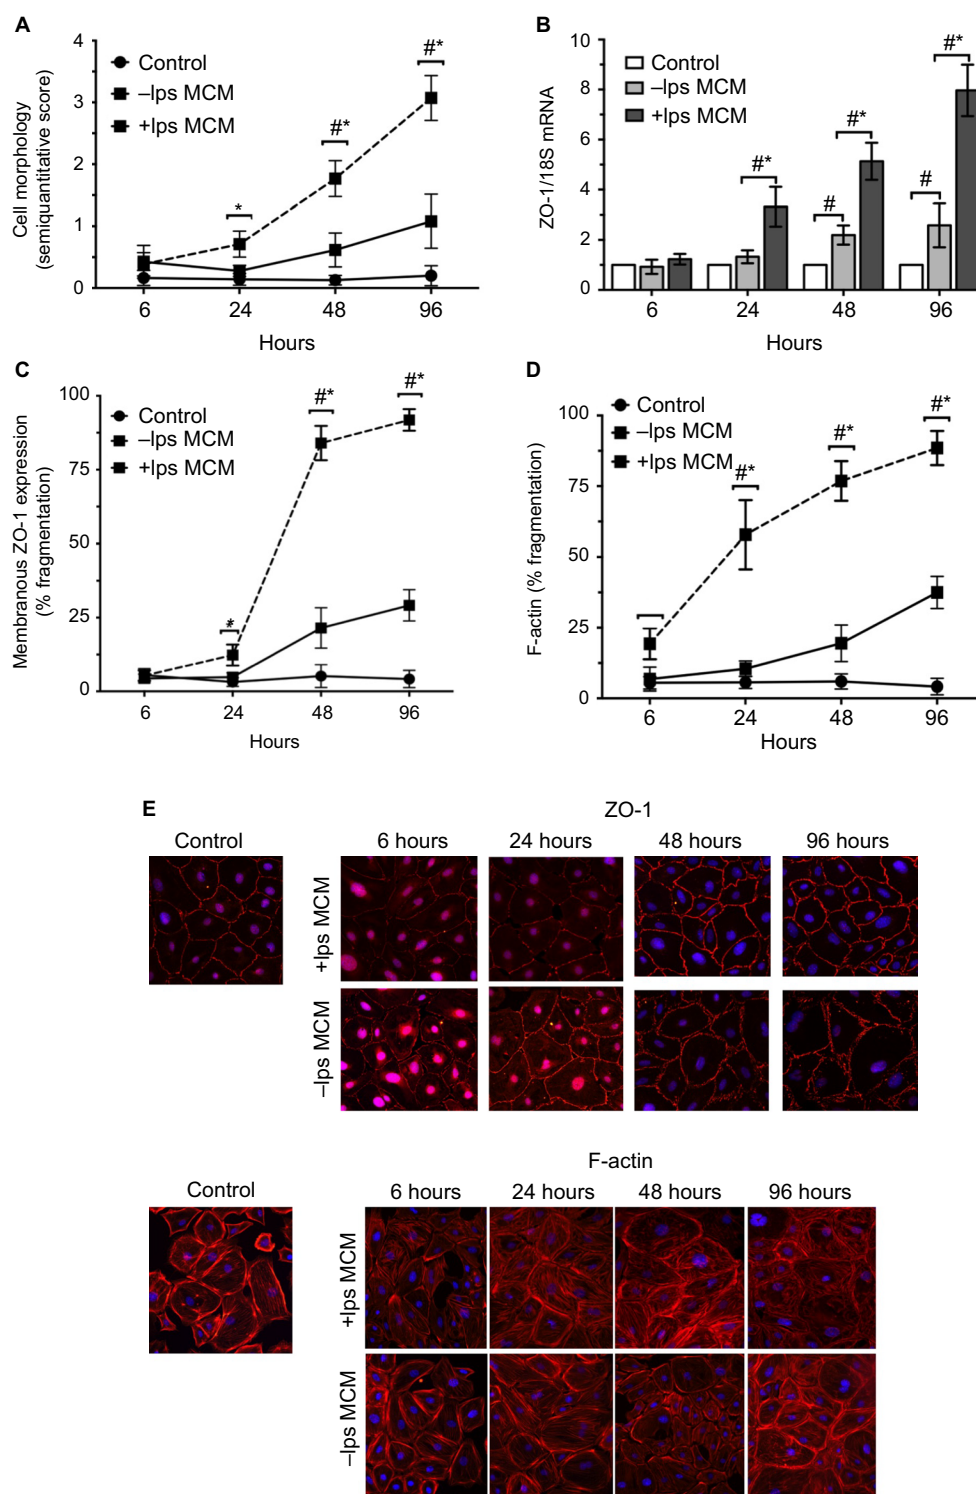 A
Cell morphology
(semiquantitative score)
4
3
2
1
0
Control
–lps MCM
+lps MCM
*
#*
#*
6 24 48 96
Hours
B
ZO-1/18S mRNA
10
8
6
4
2
0
Control
–lps MCM
+lps MCM
#*
#
#*
#
#*
6 24 48 96
Hours
C
Membranous ZO-1 expression
(% fragmentation)
100
75
50
25
0
Control
–lps MCM
+lps MCM
*
#*
#*
6 24 48 96
Hours
D
F-actin (% fragmentation)
100
75
50
25
0
Control
–lps MCM
+lps MCM
#*
#*
#*
6 24 48 96
Hours
E
ZO-1
Control
6 hours 24 hours 48 hours 96 hours
+lps MCM
–lps MCM
F-actin
Control
6 hours 24 hours 48 hours 96 hours
+lps MCM
–lps MCM